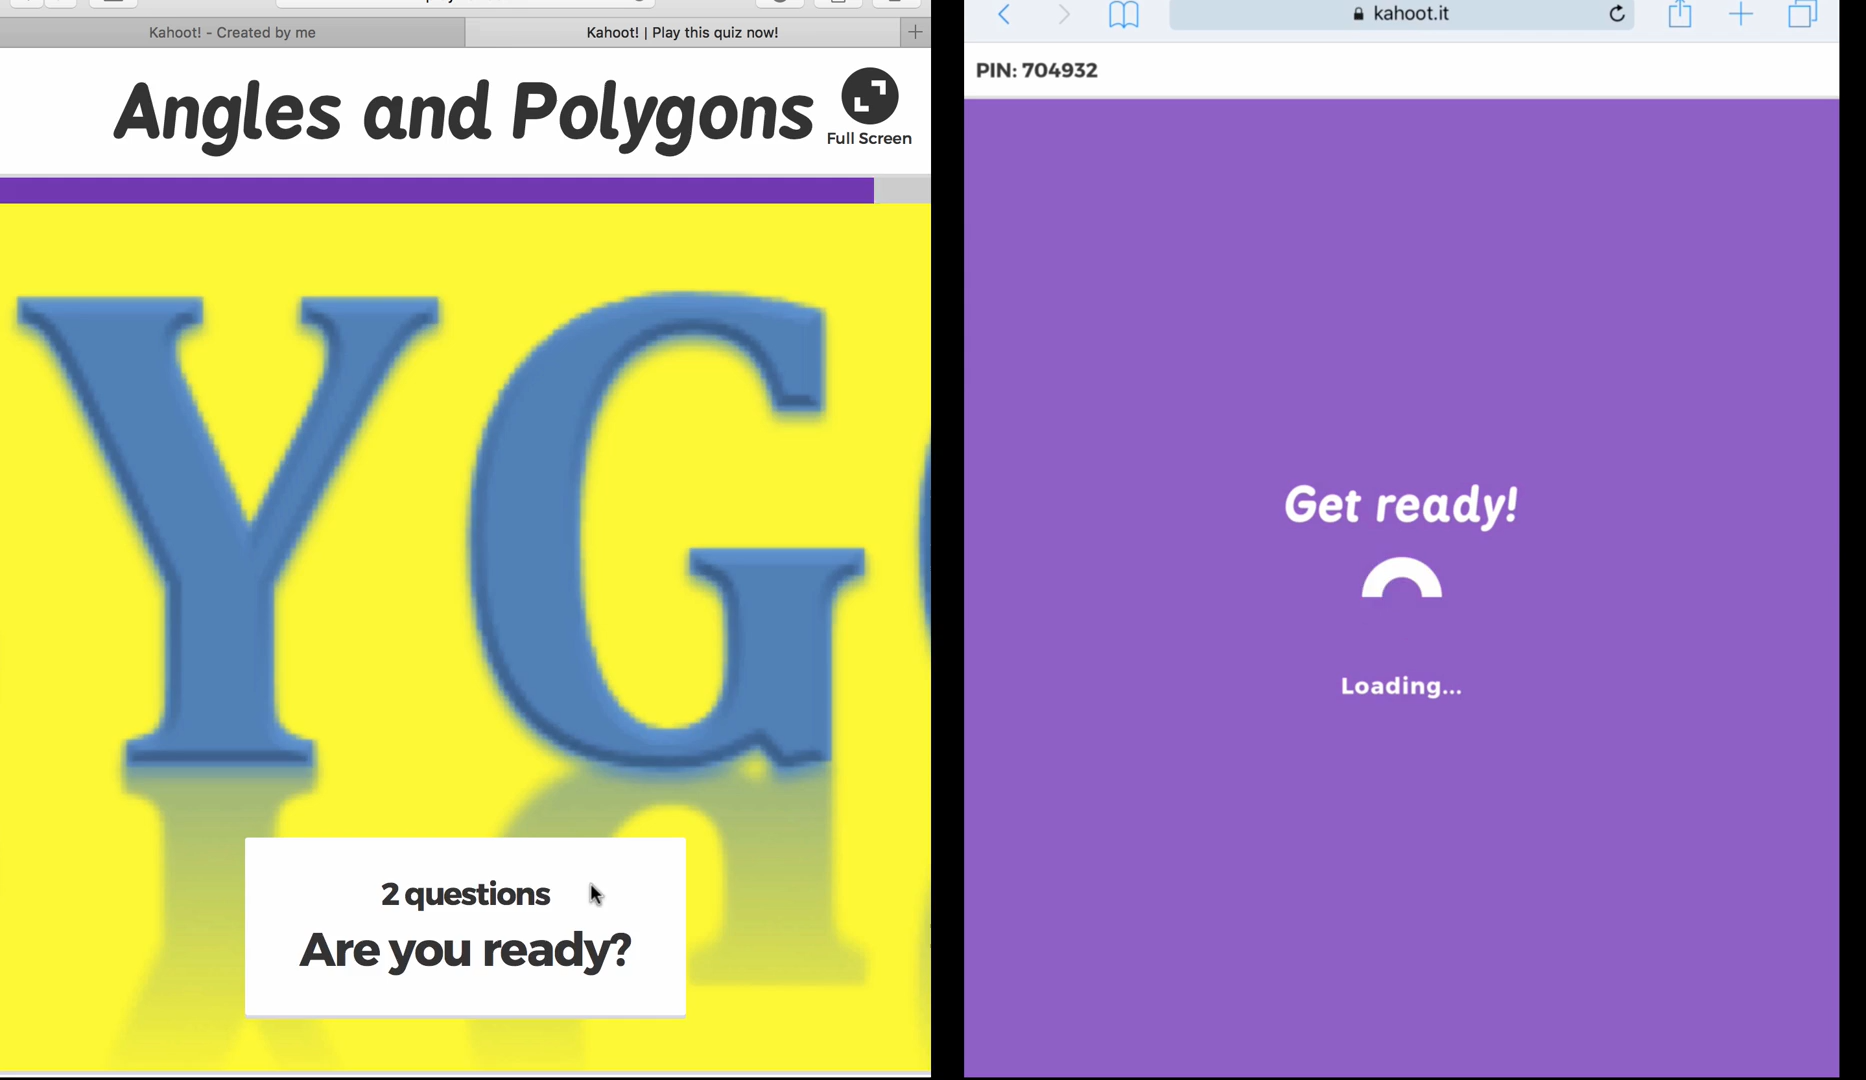 Kahoot! - Created by me
Kahoot! | Play this quiz now!
Angles and Polygons
Full Screen
YG
2 questions
Are you ready?
kahoot.it
PIN: 704932
Get ready!
Loading...